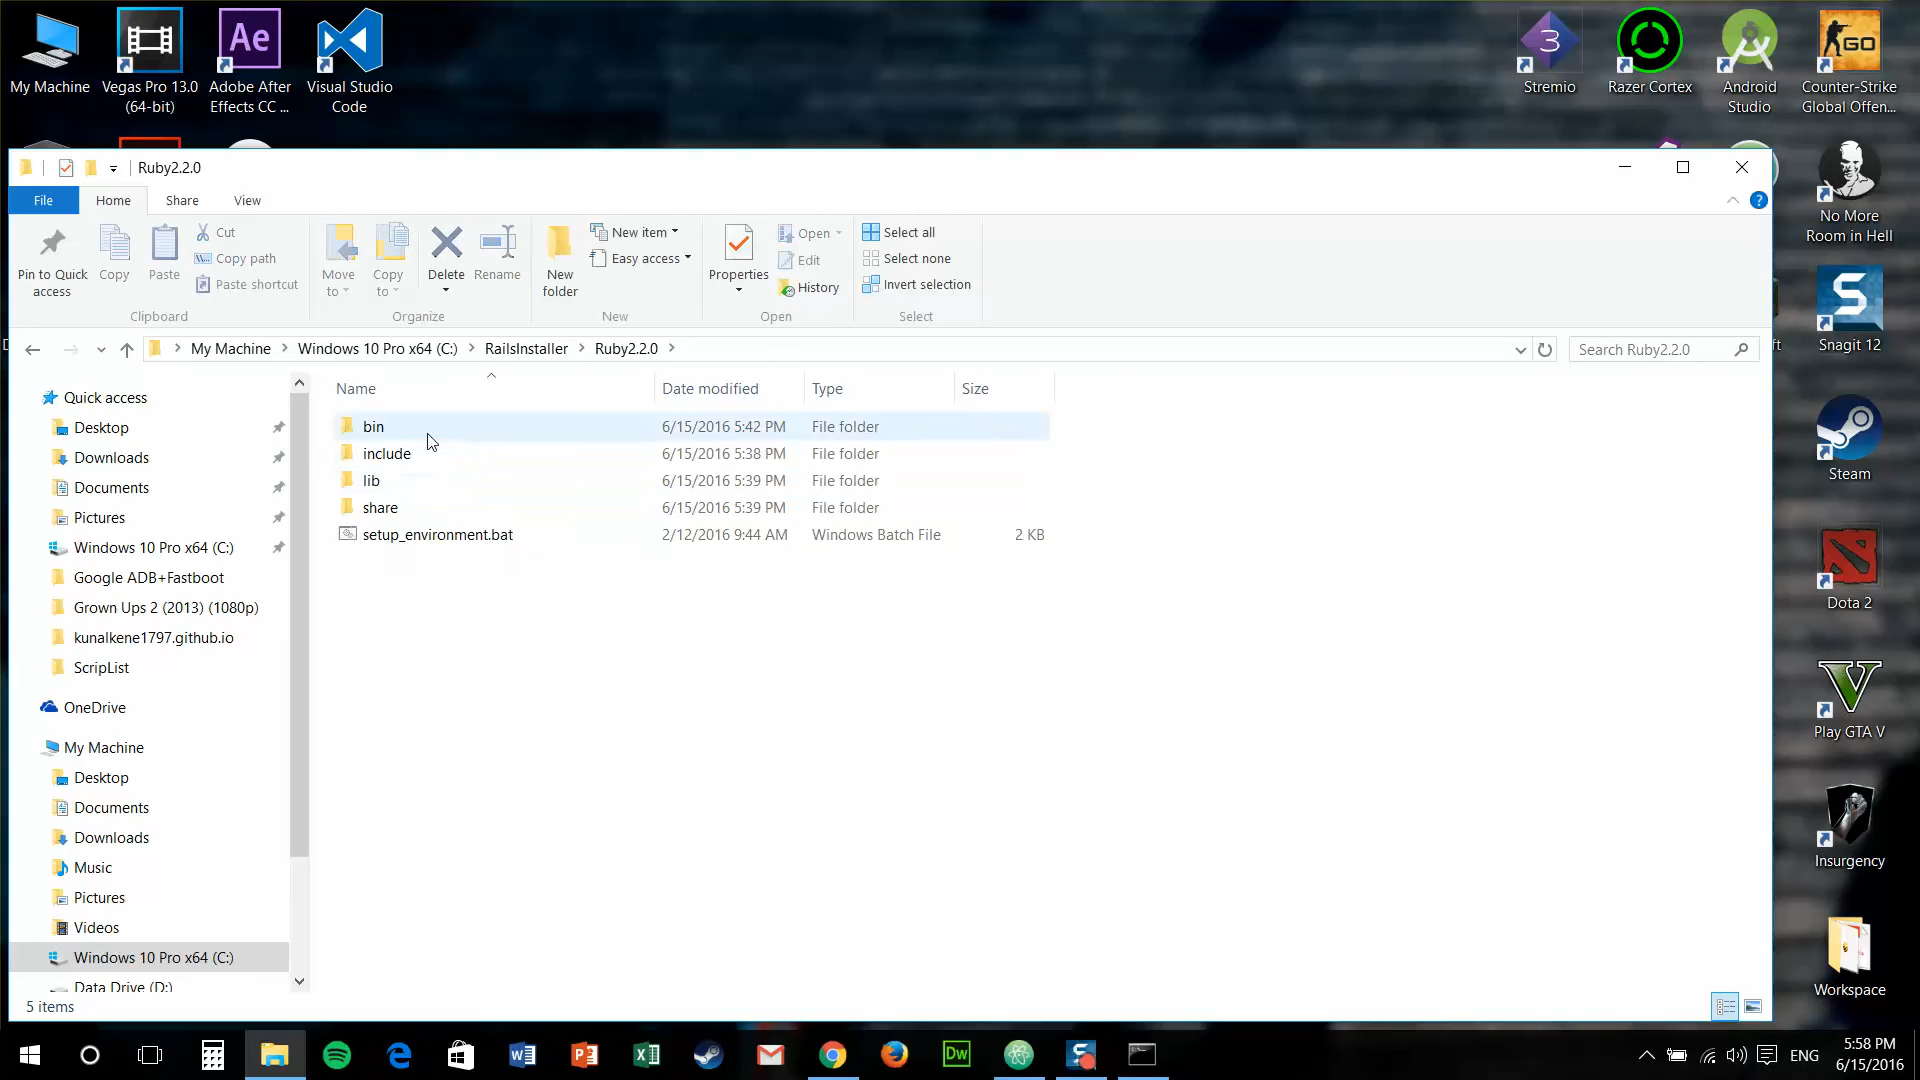 My Machine
Vegas Pro 13.0
(64-bit)
Ae
Adobe After
Effects CC ...
Visual Studio
Code
3
Stremio
Razer Cortex
Android
Studio
GO
Counter-Strike
Global Offen...
Ruby2.2.0
File
Home
Share
View
?
Pin to Quick
access
Copy
Paste
Cut
Copy path
Paste shortcut
Clipboard
Move
to
Copy
to
Delete
Rename
Organize
New
folder
New item
Easy access
New
Properties
Open
Edit
History
Open
Select all
Select none
Invert selection
Select
My Machine
Windows 10 Pro x64 (C:)
RailsInstaller
Ruby2.2.0
Search Ruby2.2.0
Name
Date modified
Type
Size
bin 6/15/2016 5:42 PM File folder
include 6/15/2016 5:38 PM File folder
lib 6/15/2016 5:39 PM File folder
share 6/15/2016 5:39 PM File folder
setup_environment.bat 2/12/2016 9:44 AM Windows Batch File 2 KB
Quick access
Desktop
Downloads
Documents
Pictures
Windows 10 Pro x64 (C:)
Google ADB+Fastboot
Grown Ups 2 (2013) (1080p)
kunalkene1797.github.io
ScripList
OneDrive
My Machine
Desktop
Documents
Downloads
Music
Pictures
Videos
Windows 10 Pro x64 (C:)
Data Drive (D:)
5 items
No More
Room in Hell
S
Snagit 12
Steam
Dota 2
V
Play GTA V
Insurgency
Workspace
Dw
ENG
5:58 PM
6/15/2016